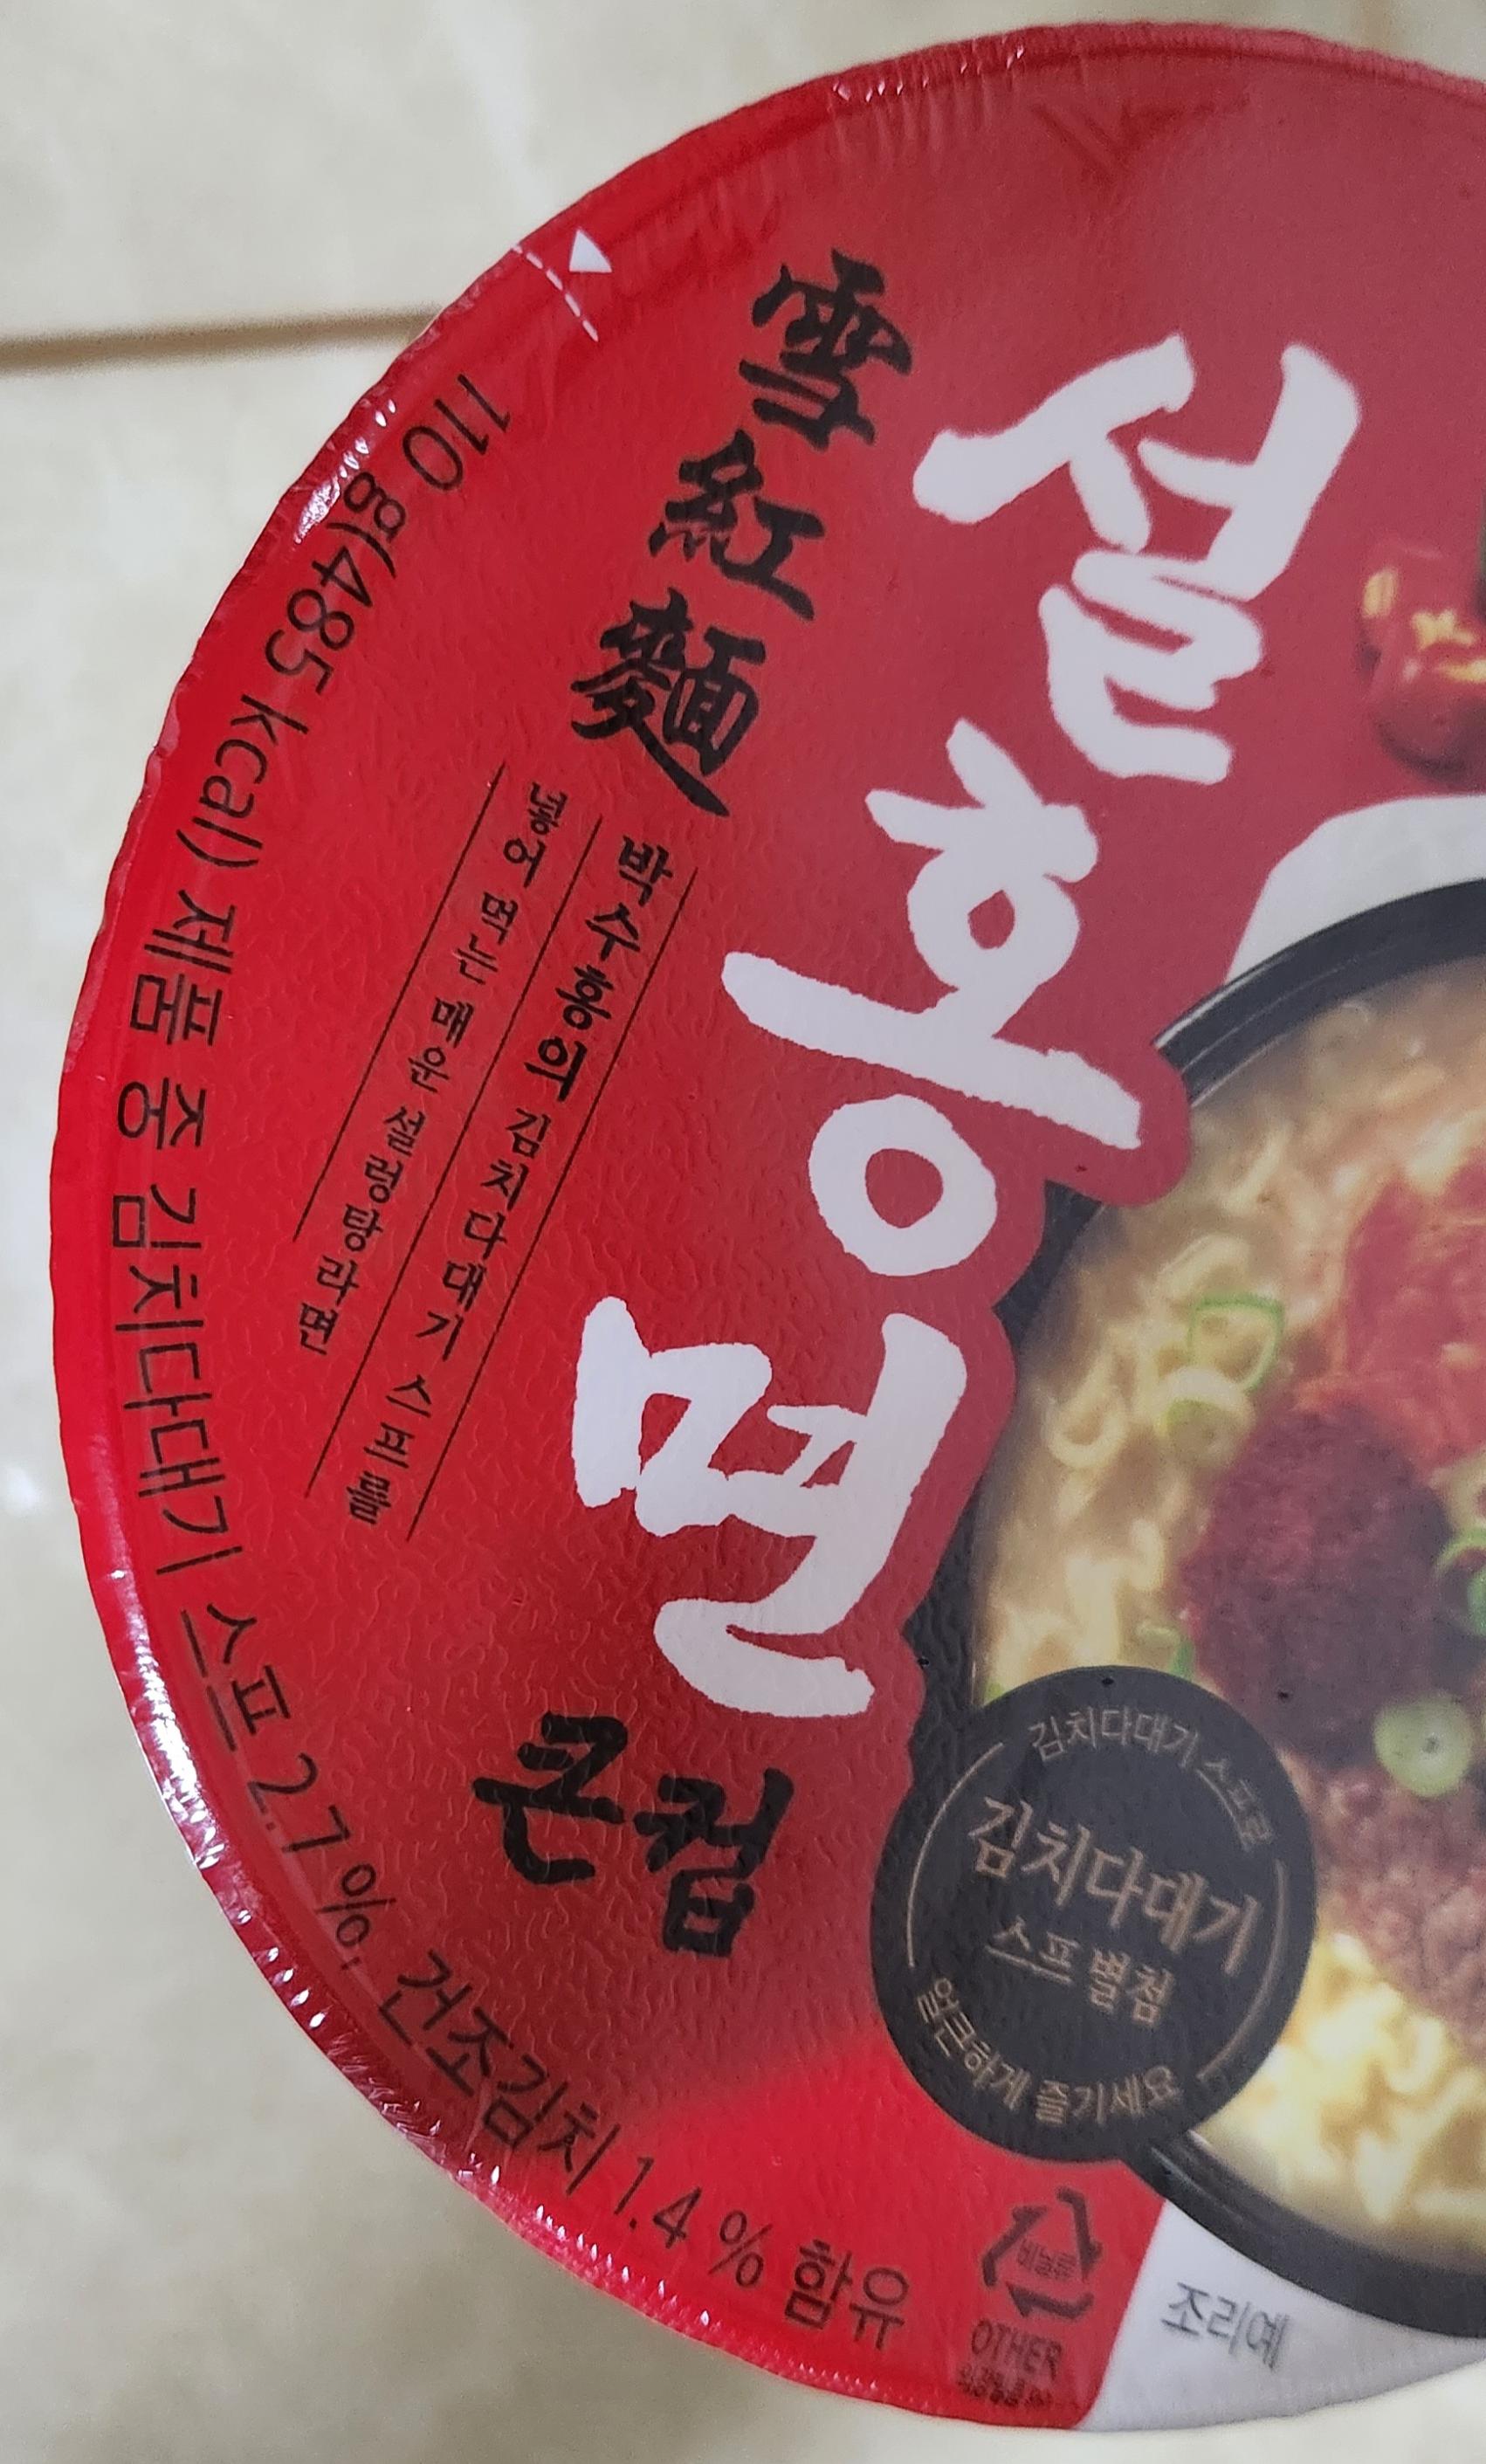 雪紅麵
설홍면
큰컵
박수홍의 김치다대기 스프를
넣어 먹는 매운 설렁탕라면
110 g(485 kcal) 제품 중 김치다대기 스프 2.7 %, 건조김치 1.4 % 함유
김치다대기 스프로
김치다대기
스프 별첨
얼큰하게 즐기세요
비닐류
OTHER
조리예